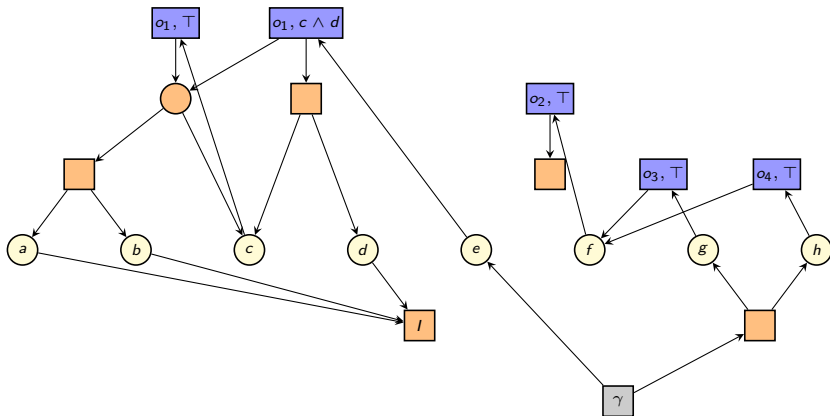 o₁, ⊤
o₁, c ∧ d
o₂, ⊤
o₃, ⊤
o₄, ⊤
a
b
c
d
e
f
g
h
I
γ